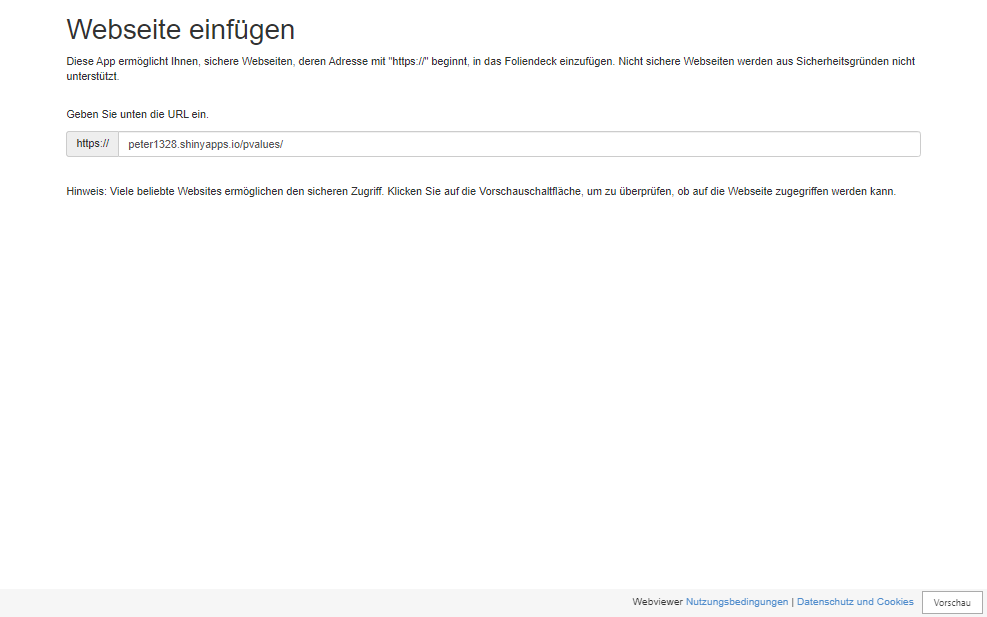 Webseite einfügen
Diese App ermöglicht Ihnen, sichere Webseiten, deren Adresse mit "https://" beginnt, in das Foliendeck einzufügen. Nicht sichere Webseiten werden aus Sicherheitsgründen nicht
unterstützt.
Geben Sie unten die URL ein.
https:// peter1328.shinyapps.io/pvalues/
Hinweis: Viele beliebte Websites ermöglichen den sicheren Zugriff. Klicken Sie auf die Vorschauschaltfläche, um zu überprüfen, ob auf die Webseite zugegriffen werden kann.
Webviewer Nutzungsbedingungen | Datenschutz und Cookies Vorschau